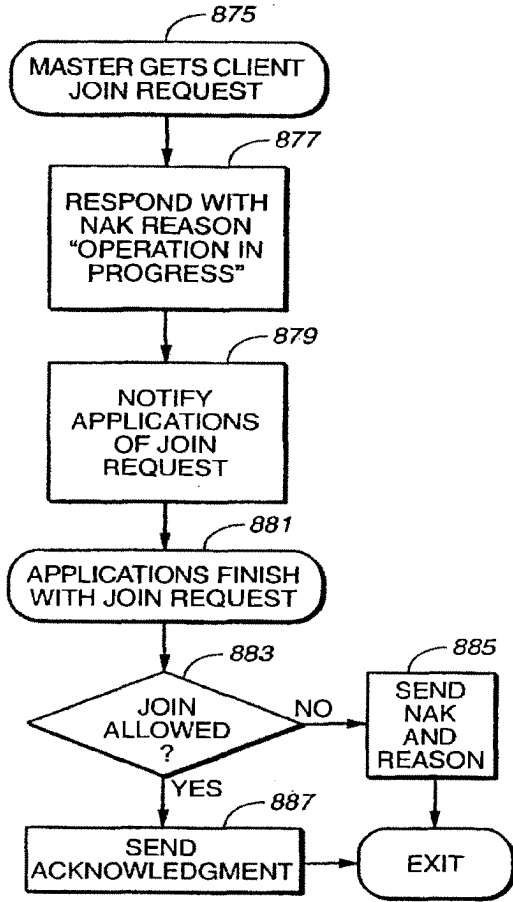 875
MASTER GETS CLIENT
JOIN REQUEST
877
RESPOND WITH
NAK REASON
“OPERATION IN
PROGRESS”
879
NOTIFY
APPLICATIONS
OF JOIN
REQUEST
881
APPLICATIONS FINISH
WITH JOIN REQUEST
883
JOIN
ALLOWED
?
NO
885
SEND
NAK
AND
REASON
YES
887
SEND
ACKNOWLEDGMENT
EXIT